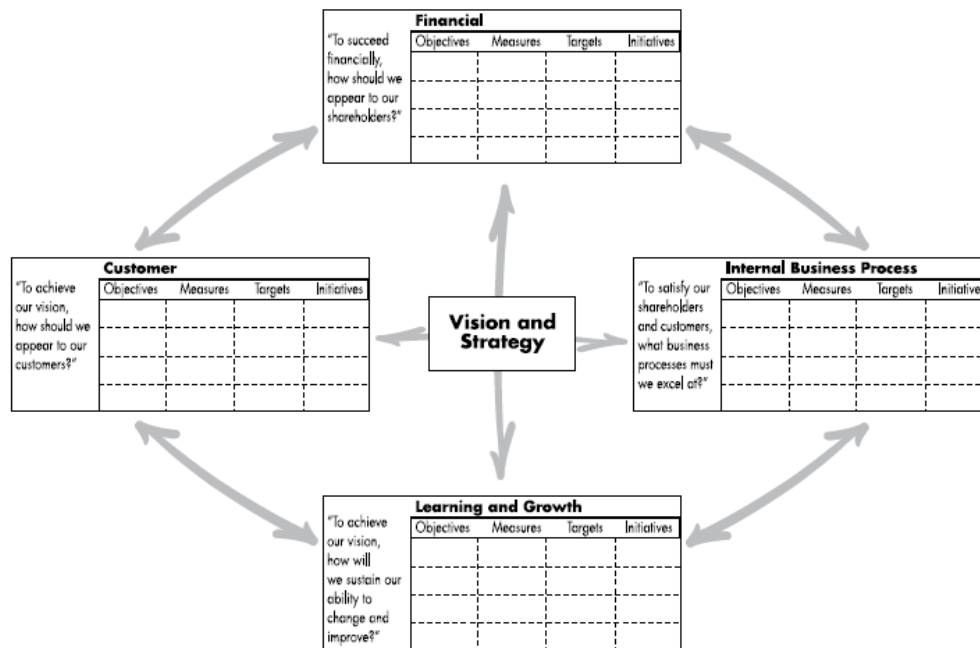 Financial
"To succeed
financially,
how should we
appear to our
shareholders?"
Objectives Measures Targets Initiatives
Customer
"To achieve
our vision,
how should we
appear to our
customers?"
Objectives Measures Targets Initiatives
Vision and
Strategy
Internal Business Process
"To satisfy our
shareholders
and customers,
what business
processes must
we excel at?"
Objectives Measures Targets Initiative
Learning and Growth
"To achieve
our vision,
how will
we sustain our
ability to
change and
improve?"
Objectives Measures Targets Initiatives